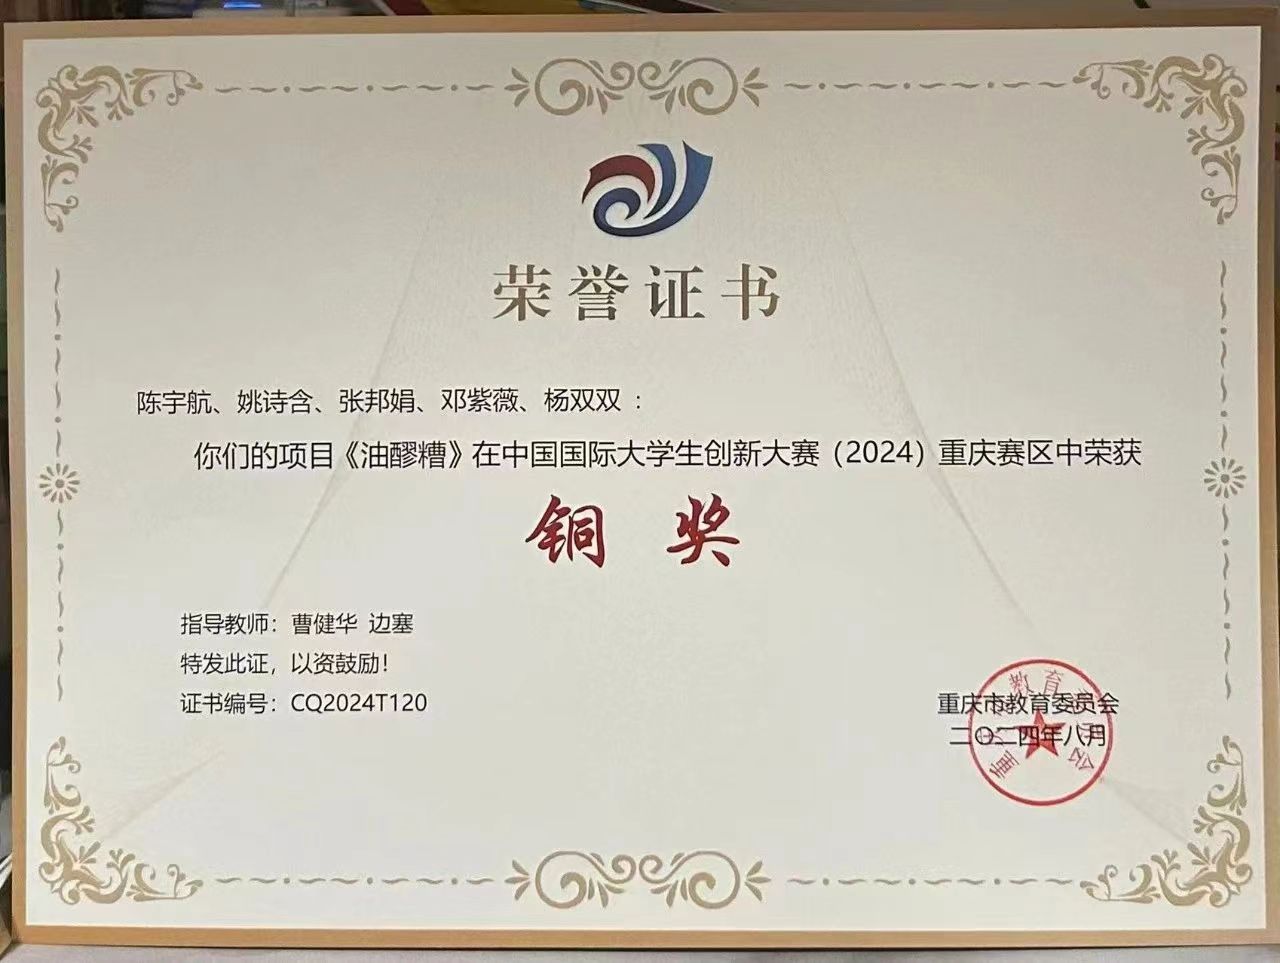 荣誉证书
陈宇航、姚诗含、张邦娟、邓紫薇、杨双双：
你们的项目《油醪糟》在中国国际大学生创新大赛（2024）重庆赛区中荣获
铜奖
指导教师：曹健华 边塞
特发此证，以资鼓励！
证书编号：CQ2024T120
重庆市教育委员会
二〇二四年八月